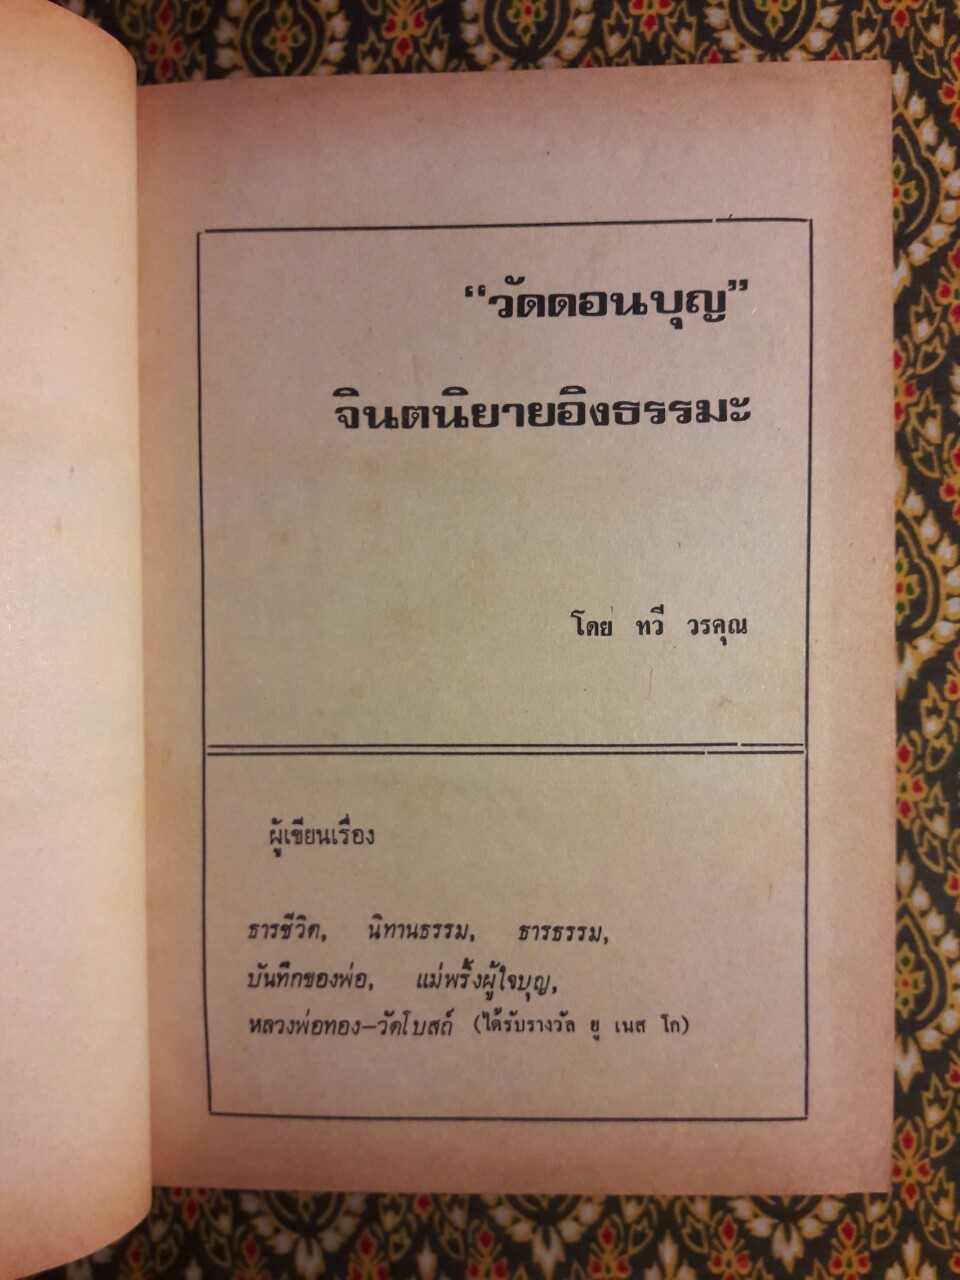 “วัดดอนบุญ”
จินตนิยายอิงธรรมะ
โดย ทวี วรคุณ
ผู้เขียนเรื่อง
ธารชีวิต, นิทานธรรม, ธารธรรม,
บันทึกของพ่อ, แม่พริ้งผู้ใจบุญ,
หลวงพ่อทอง–วัดโบสถ์ (ได้รับรางวัล ยู เนส โก)